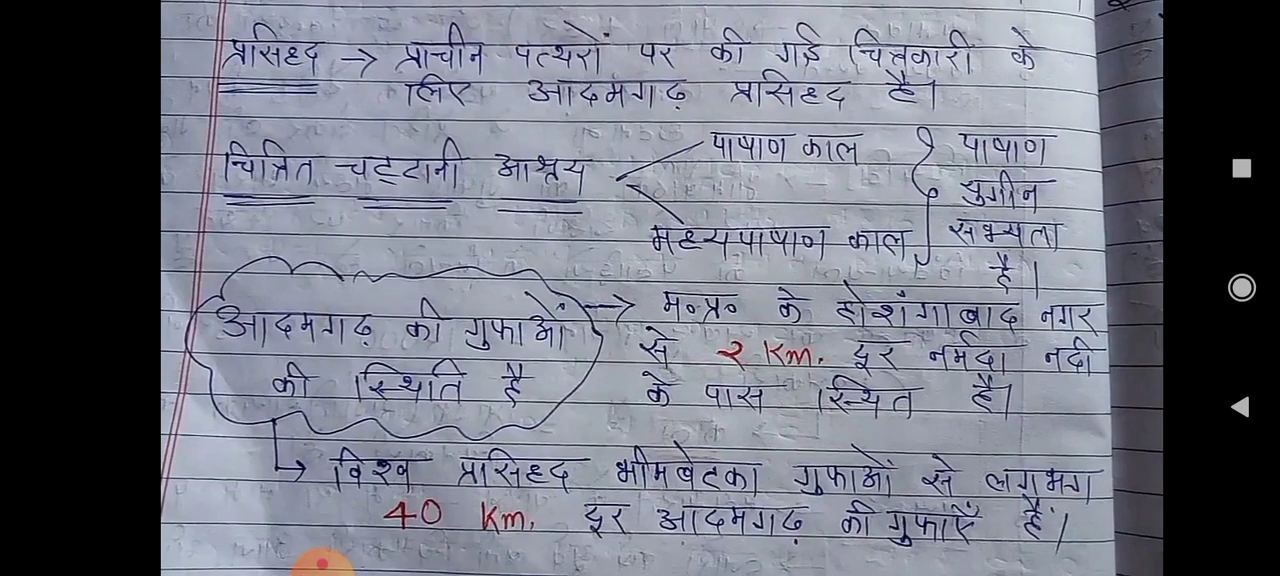 प्रसिध्द → प्राचीन पत्थरों पर की गई चित्रकारी के
लिए आदमगढ़ प्रसिध्द है।
चित्रित चट्टानी आश्रय
पाषाण काल
मध्यपाषाण काल
पाषाण
युगीन
सभ्यता
है।
आदमगढ़ की गुफाओं
की स्थिति है
→ म०प्र० के होशंगाबाद नगर
से 2 Km. दूर नर्मदा नदी
के पास स्थित है।
→ विश्व प्रसिध्द भीमबेटका गुफाओं से लगभग
40 Km. दूर आदमगढ़ की गुफाएँ हैं।